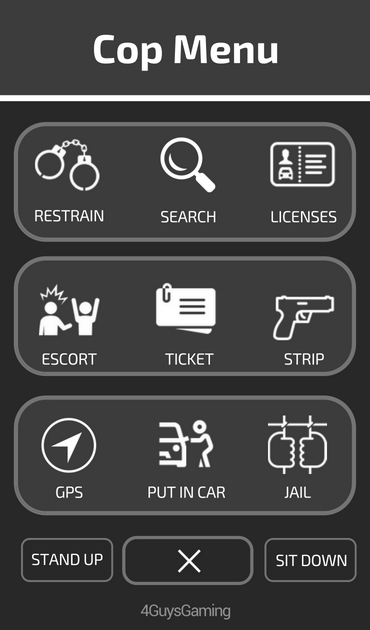 Cop Menu
RESTRAIN SEARCH LICENSES
ESCORT TICKET STRIP
GPS PUT IN CAR JAIL
STAND UP SIT DOWN
4GuysGaming